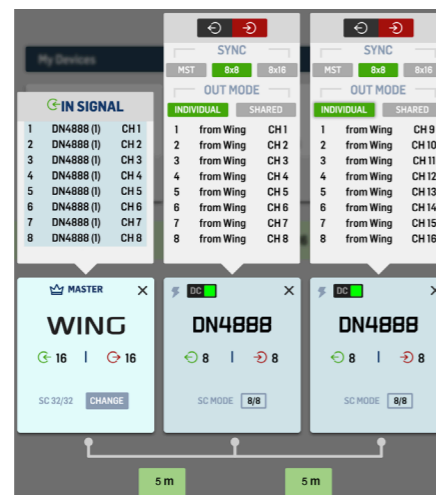 My Devices
IN SIGNAL
1 DN4888 (1) CH 1
2 DN4888 (1) CH 2
3 DN4888 (1) CH 3
4 DN4888 (1) CH 4
5 DN4888 (1) CH 5
6 DN4888 (1) CH 6
7 DN4888 (1) CH 7
8 DN4888 (1) CH 8
MASTER
WING
16 16
SC 32/32 CHANGE
SYNC
MST 8x8 8x16
OUT MODE
INDIVIDUAL SHARED
1 from Wing CH 1
2 from Wing CH 2
3 from Wing CH 3
4 from Wing CH 4
5 from Wing CH 5
6 from Wing CH 6
7 from Wing CH 7
8 from Wing CH 8
DC
DN4888
8 8
SC MODE 8/8
SYNC
MST 8x8 8x16
OUT MODE
INDIVIDUAL SHARED
1 from Wing CH 9
2 from Wing CH 10
3 from Wing CH 11
4 from Wing CH 12
5 from Wing CH 13
6 from Wing CH 14
7 from Wing CH 15
8 from Wing CH 16
DC
DN4888
8 8
SC MODE 8/8
5 m
5 m